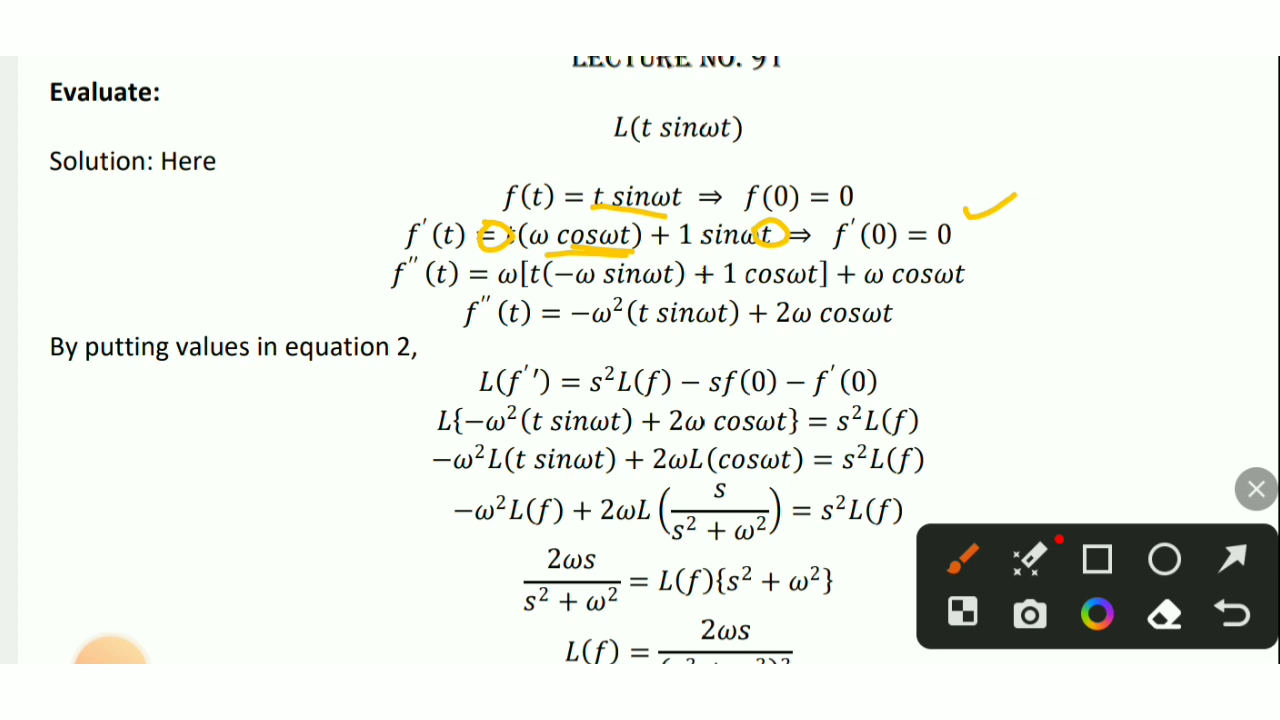 LECTURE NO. 91
Evaluate:
L(t sinωt)
Solution: Here
f(t) = t sinωt ⇒ f(0) = 0
f′(t) = t(ω cosωt) + 1 sinωt ⇒ f′(0) = 0
f″(t) = ω[t(−ω sinωt) + 1 cosωt] + ω cosωt
f″(t) = −ω²(t sinωt) + 2ω cosωt
By putting values in equation 2,
L(f′′) = s²L(f) − sf(0) − f′(0)
L{−ω²(t sinωt) + 2ω cosωt} = s²L(f)
−ω²L(t sinωt) + 2ωL(cosωt) = s²L(f)
−ω²L(f) + 2ωL(s/(s² + ω²)) = s²L(f)
2ωs/(s² + ω²) = L(f){s² + ω²}
L(f) = 2ωs